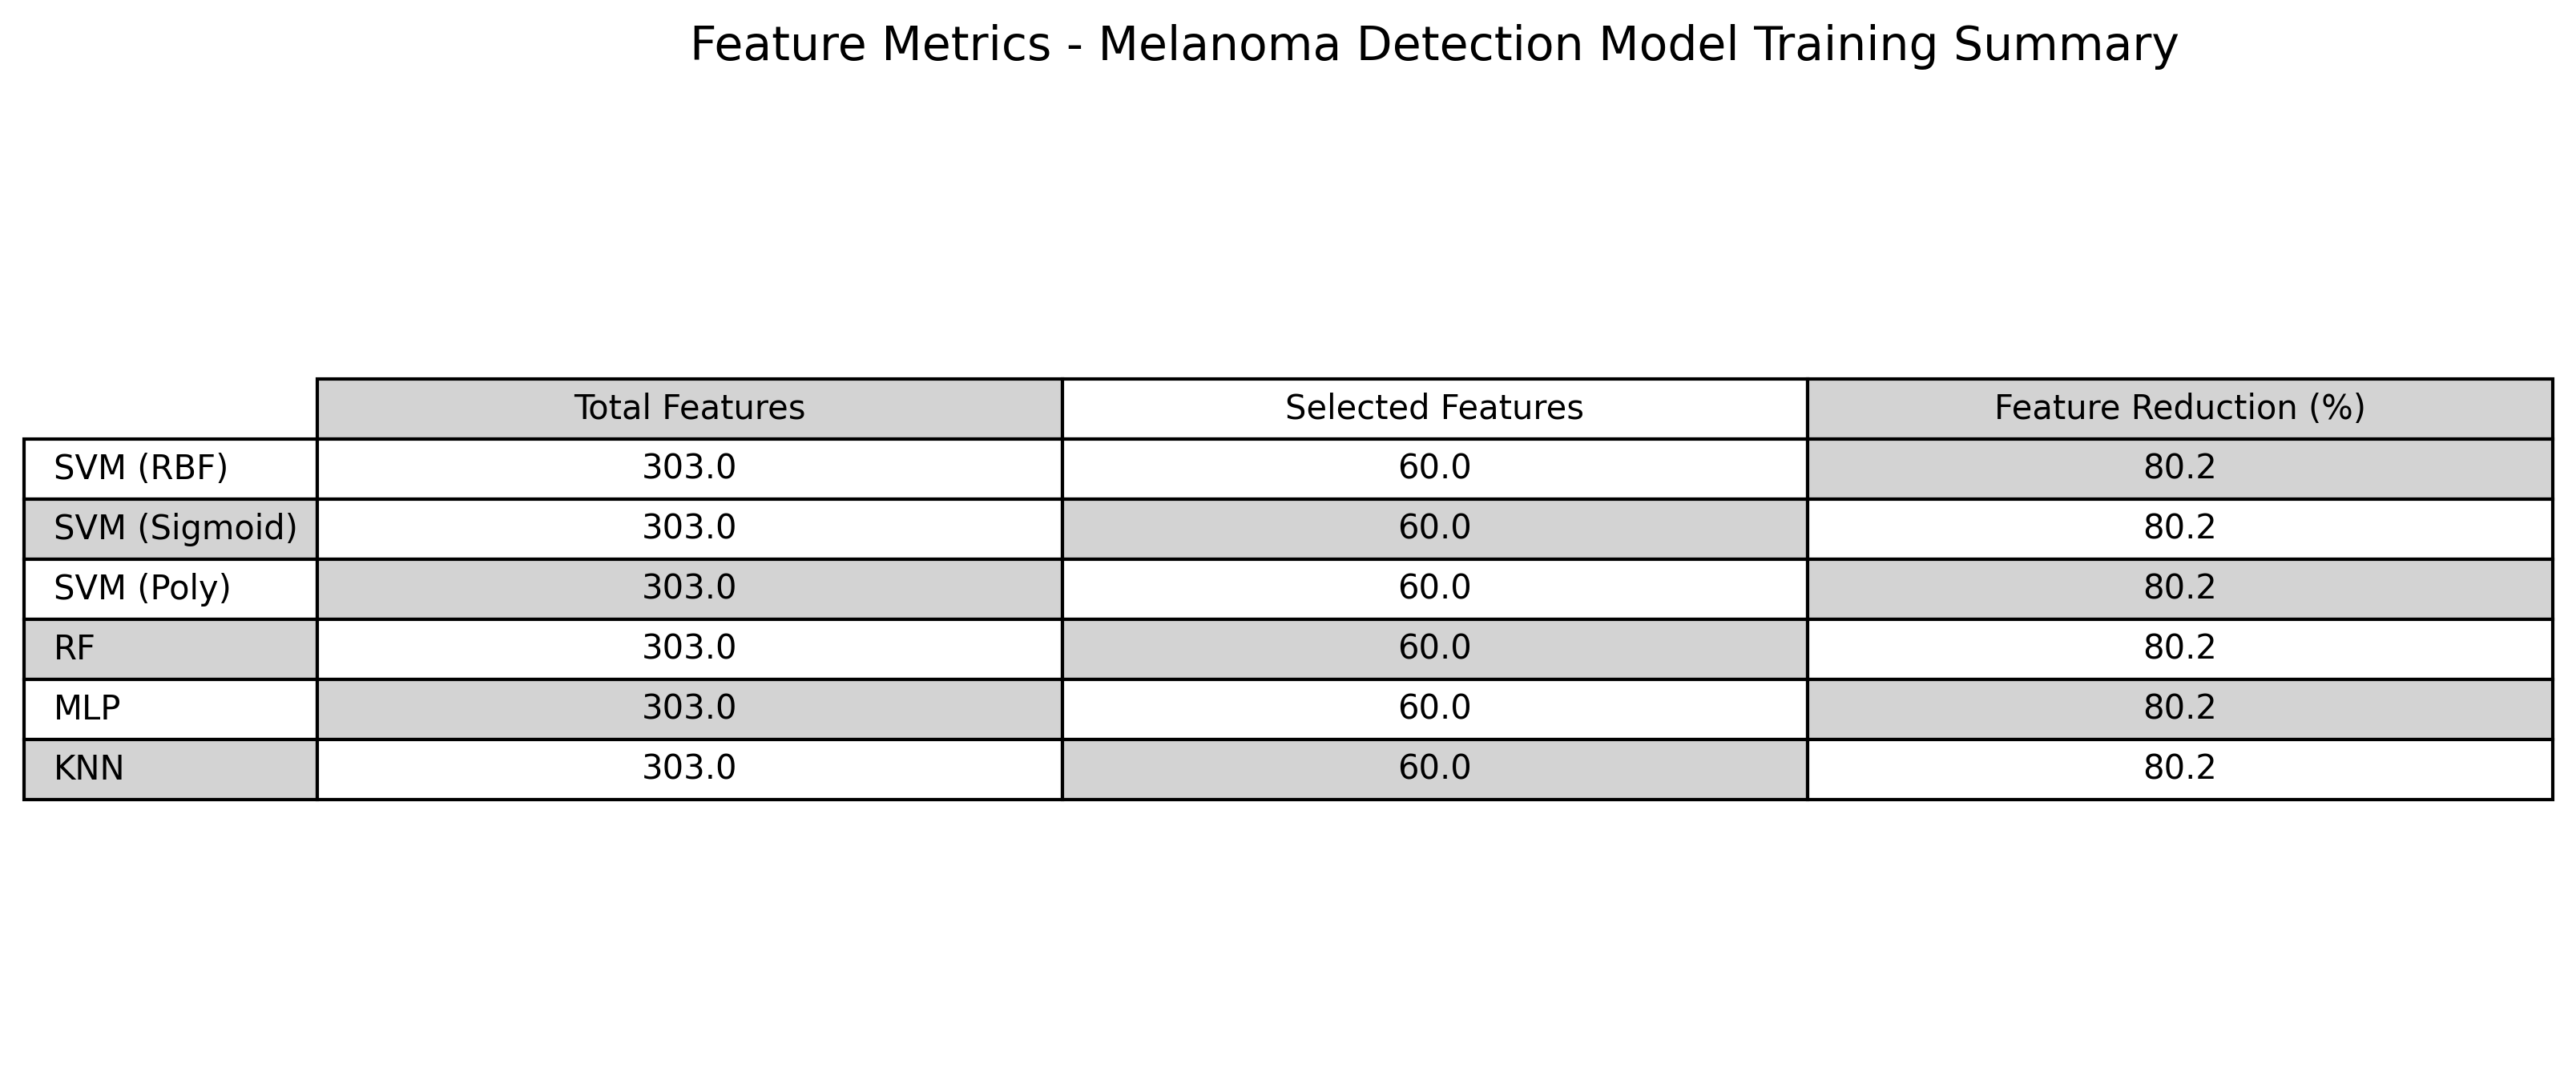 Feature Metrics - Melanoma Detection Model Training Summary
Total Features Selected Features Feature Reduction (%)
SVM (RBF) 303.0 60.0 80.2
SVM (Sigmoid) 303.0 60.0 80.2
SVM (Poly) 303.0 60.0 80.2
RF 303.0 60.0 80.2
MLP 303.0 60.0 80.2
KNN 303.0 60.0 80.2